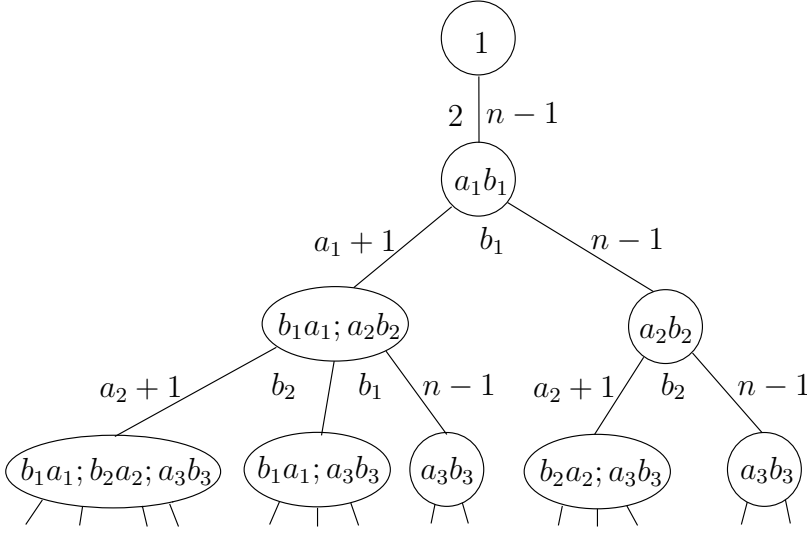 1
2 n − 1
a₁b₁
a₁ + 1 b₁ n − 1
b₁a₁; a₂b₂ a₂b₂
a₂ + 1 b₂ b₁ n − 1 a₂ + 1 b₂ n − 1
b₁a₁; b₂a₂; a₃b₃ b₁a₁; a₃b₃ a₃b₃ b₂a₂; a₃b₃ a₃b₃